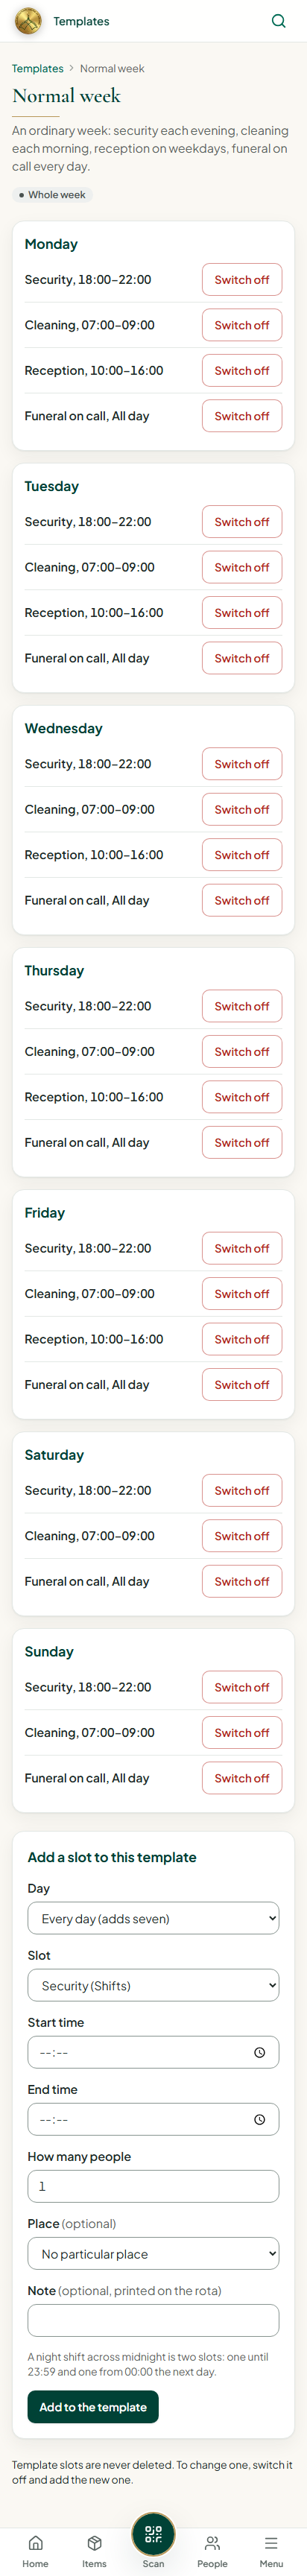 Templates
Templates > Normal week
Normal week
An ordinary week: security each evening, cleaning
each morning, reception on weekdays, funeral on
call every day.
Whole week
Monday
Security, 18:00–22:00 Switch off
Cleaning, 07:00–09:00 Switch off
Reception, 10:00–16:00 Switch off
Funeral on call, All day Switch off
Tuesday
Security, 18:00–22:00 Switch off
Cleaning, 07:00–09:00 Switch off
Reception, 10:00–16:00 Switch off
Funeral on call, All day Switch off
Wednesday
Security, 18:00–22:00 Switch off
Cleaning, 07:00–09:00 Switch off
Reception, 10:00–16:00 Switch off
Funeral on call, All day Switch off
Thursday
Security, 18:00–22:00 Switch off
Cleaning, 07:00–09:00 Switch off
Reception, 10:00–16:00 Switch off
Funeral on call, All day Switch off
Friday
Security, 18:00–22:00 Switch off
Cleaning, 07:00–09:00 Switch off
Reception, 10:00–16:00 Switch off
Funeral on call, All day Switch off
Saturday
Security, 18:00–22:00 Switch off
Cleaning, 07:00–09:00 Switch off
Funeral on call, All day Switch off
Sunday
Security, 18:00–22:00 Switch off
Cleaning, 07:00–09:00 Switch off
Funeral on call, All day Switch off
Add a slot to this template
Day
Every day (adds seven)
Slot
Security (Shifts)
Start time
--:--
End time
--:--
How many people
1
Place (optional)
No particular place
Note (optional, printed on the rota)
A night shift across midnight is two slots: one until
23:59 and one from 00:00 the next day.
Add to the template
Template slots are never deleted. To change one, switch it
off and add the new one.
Home Items Scan People Menu